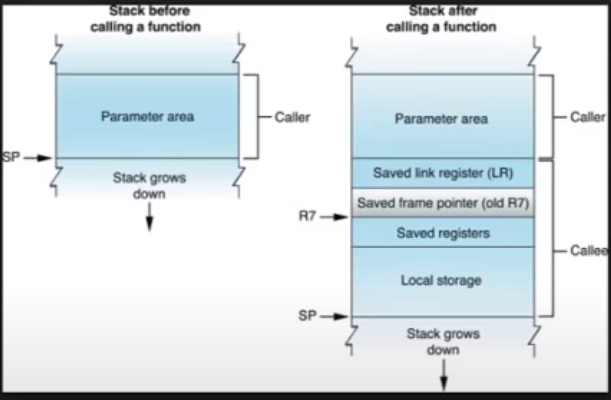 Stack before
calling a function
Parameter area
Caller
SP
Stack grows
down
Stack after
calling a function
Parameter area
Caller
Saved link register (LR)
Saved frame pointer (old R7)
R7
Saved registers
Callee
Local storage
SP
Stack grows
down